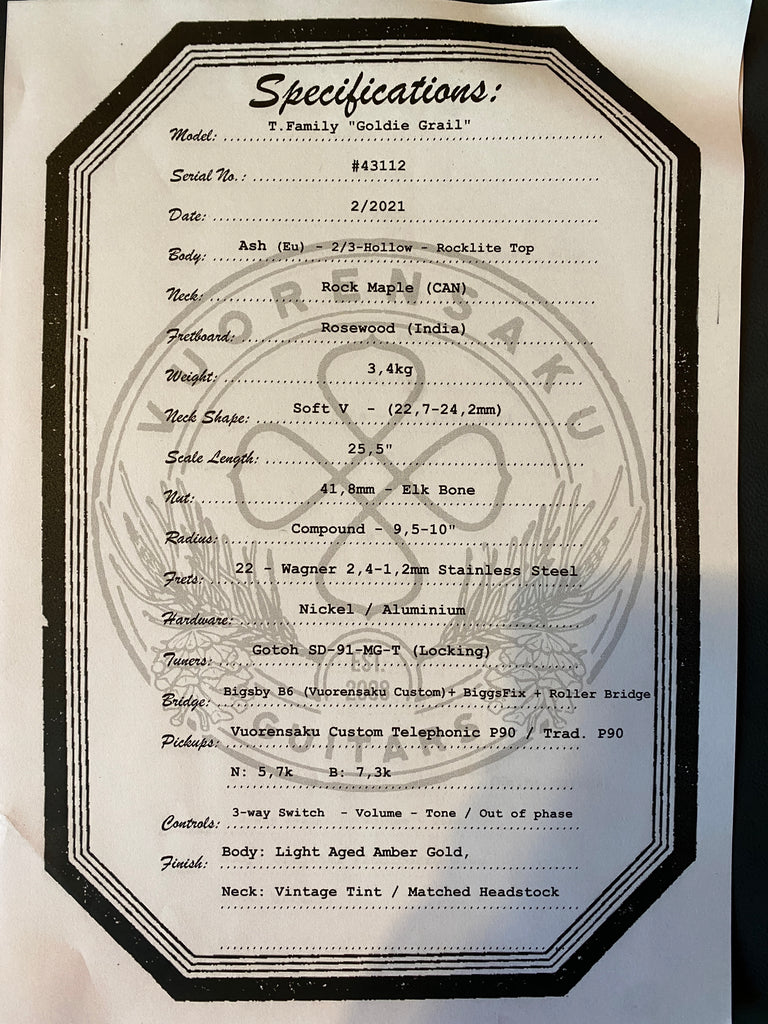 Specifications:
Model: T.Family "Goldie Grail"
Serial No.: #43112
Date: 2/2021
Body: Ash (Eu) - 2/3-Hollow - Rocklite Top
Neck: Rock Maple (CAN)
Fretboard: Rosewood (India)
Weight: 3,4kg
Neck Shape: Soft V - (22,7-24,2mm)
Scale Length: 25,5"
Nut: 41,8mm - Elk Bone
Radius: Compound - 9,5-10"
Frets: 22 - Wagner 2,4-1,2mm Stainless Steel
Hardware: Nickel / Aluminium
Tuners: Gotoh SD-91-MG-T (Locking)
Bridge: Bigsby B6 (Vuorensaku Custom)+ BiggsFix + Roller Bridge
Pickups: Vuorensaku Custom Telephonic P90 / Trad. P90
N: 5,7k B: 7,3k
Controls: 3-way Switch - Volume - Tone / Out of phase
Finish: Body: Light Aged Amber Gold,
Neck: Vintage Tint / Matched Headstock
VUORENSAKU
EST.
GUITARS